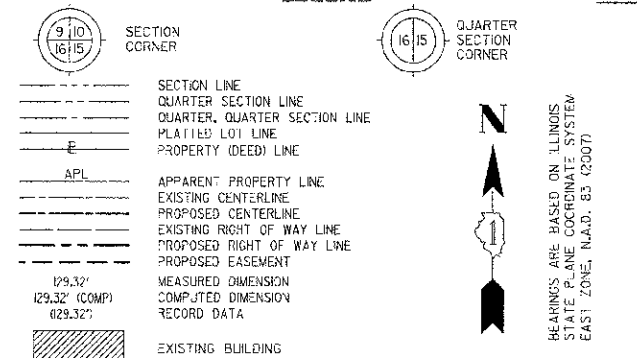 9 10
16 15
SECTION
CORNER
16 15
QUARTER
SECTION
CORNER
SECTION LINE
QUARTER SECTION LINE
QUARTER, QUARTER SECTION LINE
PLATTED LOT LINE
P
PROPERTY (DEED) LINE
APL
APPARENT PROPERTY LINE
EXISTING CENTERLINE
PROPOSED CENTERLINE
EXISTING RIGHT OF WAY LINE
PROPOSED RIGHT OF WAY LINE
PROPOSED EASEMENT
129.32'
MEASURED DIMENSION
129.32' (COMP)
COMPUTED DIMENSION
(129.32')
RECORD DATA
EXISTING BUILDING
N
1
BEARINGS ARE BASED ON ILLINOIS
STATE PLANE COORDINATE SYSTEM
EAST ZONE, N.A.D. 83 (2007)